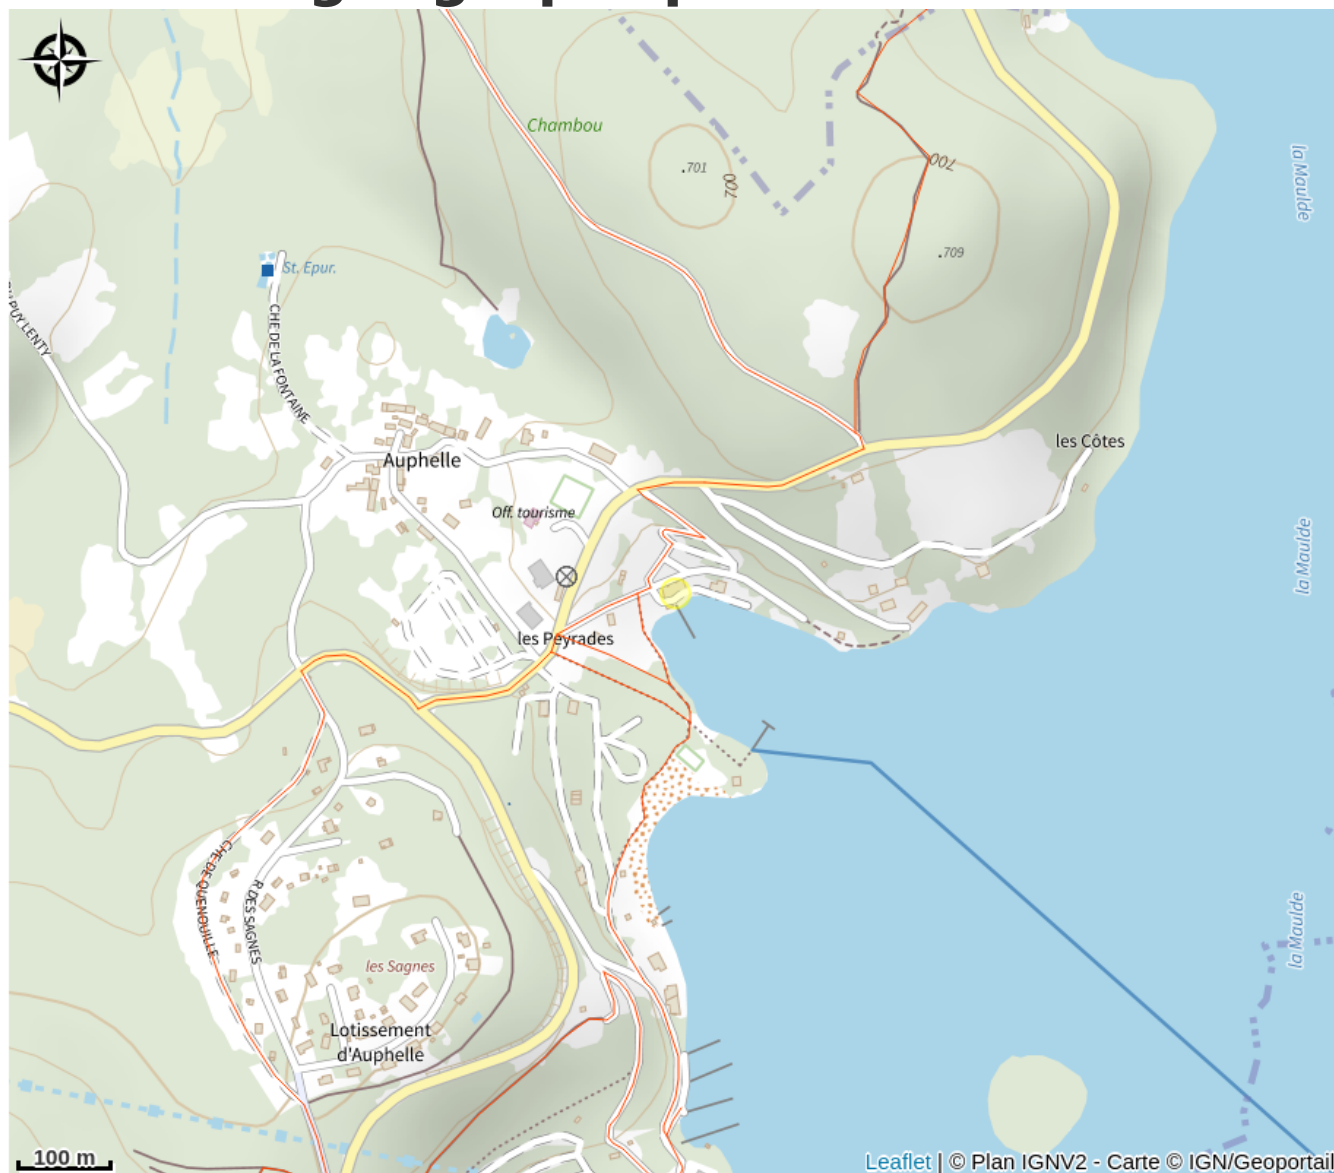 Chambou
.701
700
700
.709
la Maulde
St. Epur.
PUY LENTY
CHE DE LA FONTAINE
les Côtes
Auphelle
Off. tourisme
la Maulde
les Peyrades
CHE DE QUENOUILLE
R DES SAGNES
les Sagnes
la Maulde
Lotissement
d'Auphelle
100 m
Leaflet | © Plan IGNV2 - Carte © IGN/Geoportail